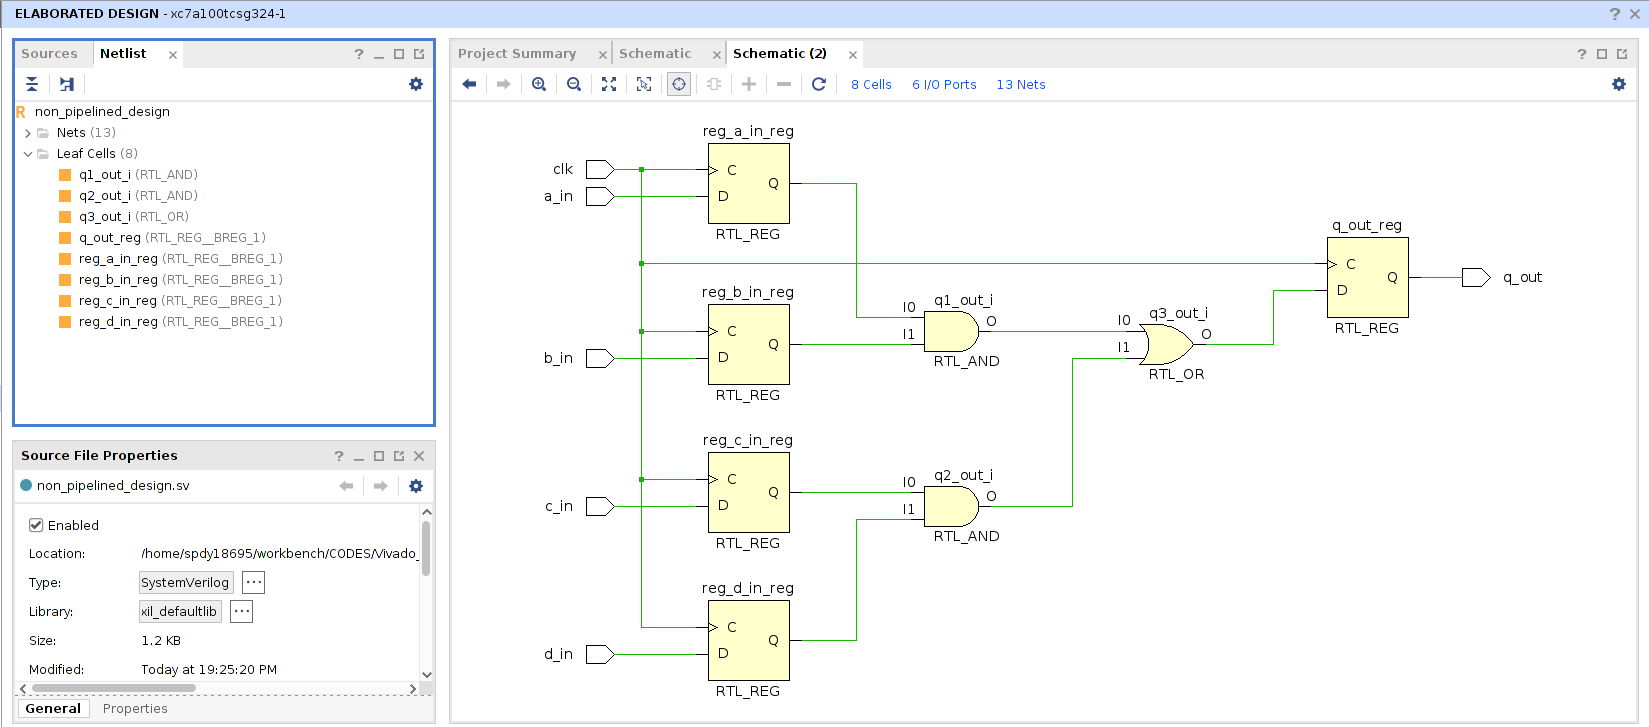 ELABORATED DESIGN - xc7a100tcsg324-1
Sources Netlist
non_pipelined_design
Nets (13)
Leaf Cells (8)
q1_out_i (RTL_AND)
q2_out_i (RTL_AND)
q3_out_i (RTL_OR)
q_out_reg (RTL_REG__BREG_1)
reg_a_in_reg (RTL_REG__BREG_1)
reg_b_in_reg (RTL_REG__BREG_1)
reg_c_in_reg (RTL_REG__BREG_1)
reg_d_in_reg (RTL_REG__BREG_1)
Source File Properties
non_pipelined_design.sv
Enabled
Location: /home/spdy18695/workbench/CODES/Vivado_
Type: SystemVerilog ...
Library: xil_defaultlib ...
Size: 1.2 KB
Modified: Today at 19:25:20 PM
General Properties
Project Summary Schematic Schematic (2)
8 Cells 6 I/O Ports 13 Nets
reg_a_in_reg
clk C
Q
a_in D
RTL_REG
q_out_reg
C
Q q_out
D
RTL_REG
reg_b_in_reg
C
Q
b_in D
RTL_REG
q1_out_i
I0
O
I1
RTL_AND
q3_out_i
I0
O
I1
RTL_OR
reg_c_in_reg
C
Q
c_in D
RTL_REG
q2_out_i
I0
O
I1
RTL_AND
reg_d_in_reg
C
Q
d_in D
RTL_REG